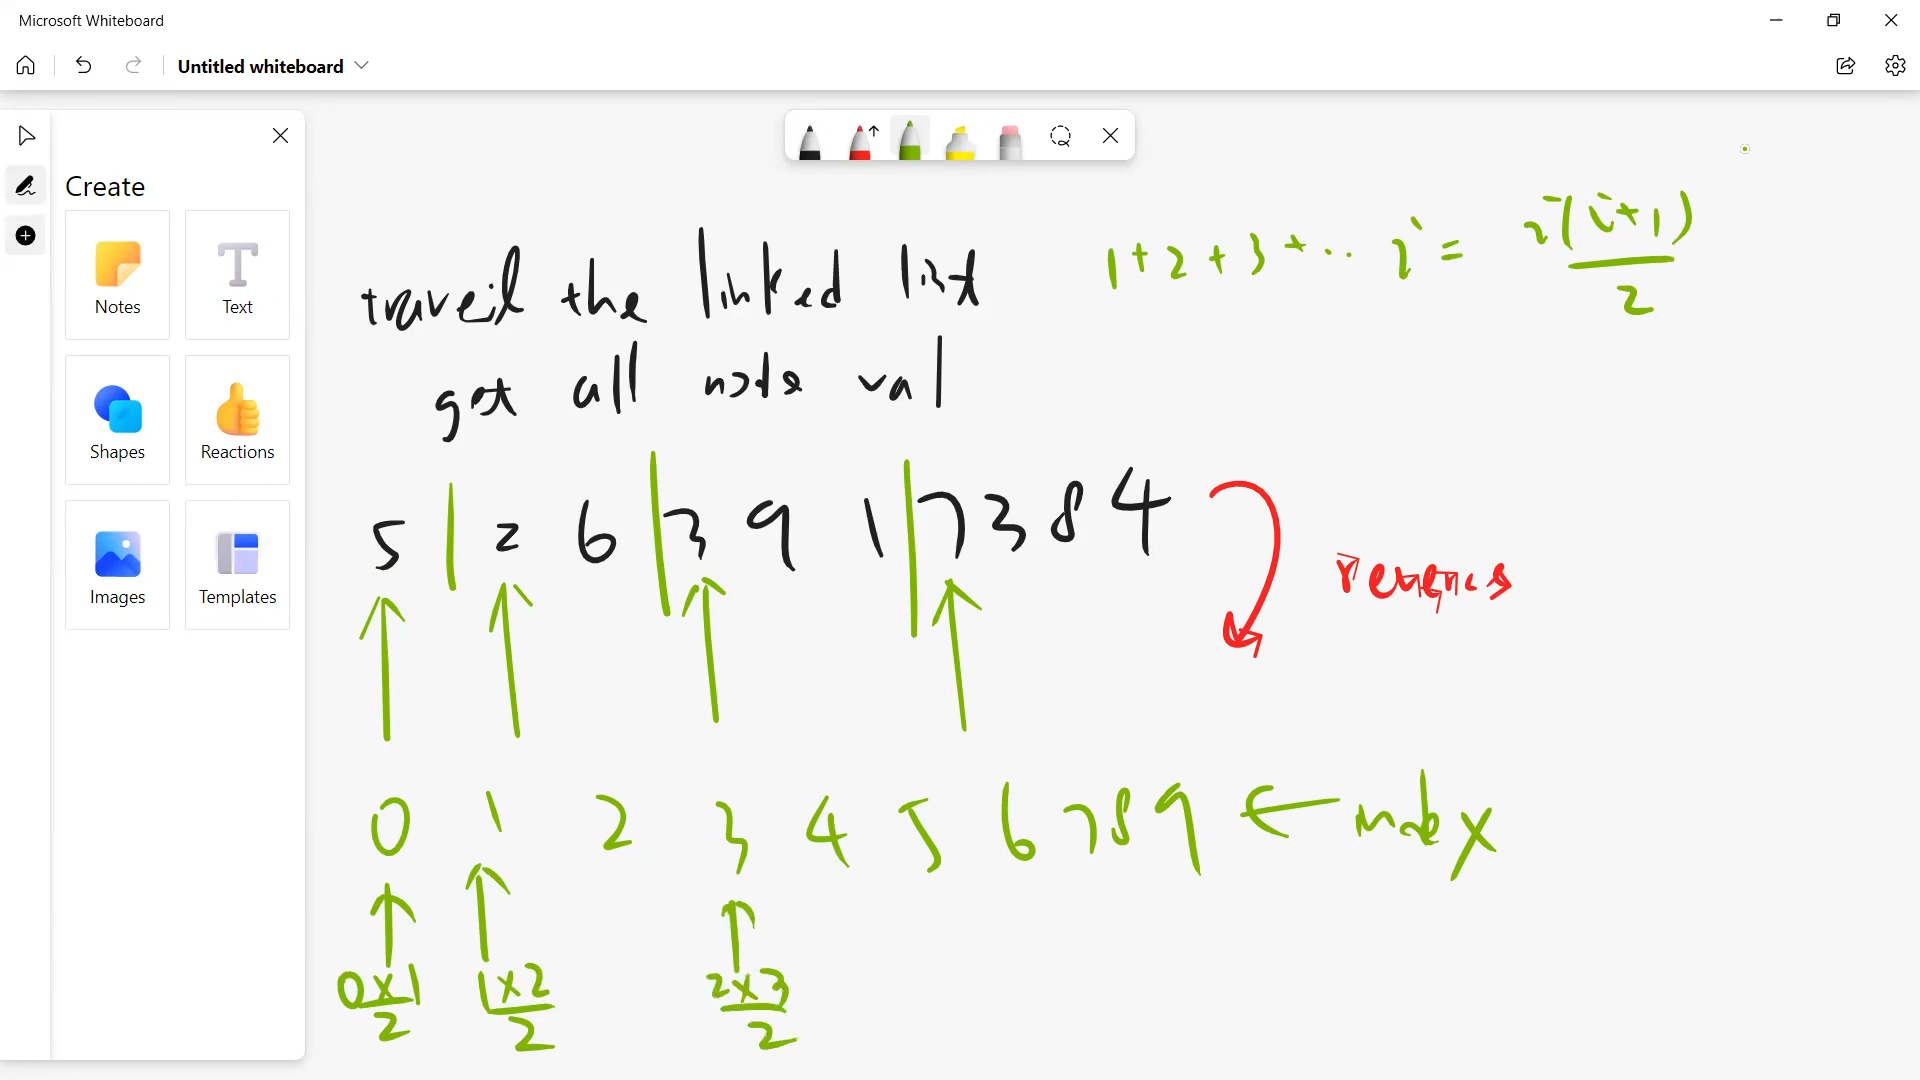 Microsoft Whiteboard
Untitled whiteboard
Create
Notes
Text
Shapes
Reactions
Images
Templates
1+2+3+.. i = i(i+1)/2
traveil the linked list
get all node val
5 | 2 6 | 3 9 1 | 7 3 8 4
0 1 2 3 4 5 6 7 8 9 ← index
0x1/2 1x2/2 2x3/2